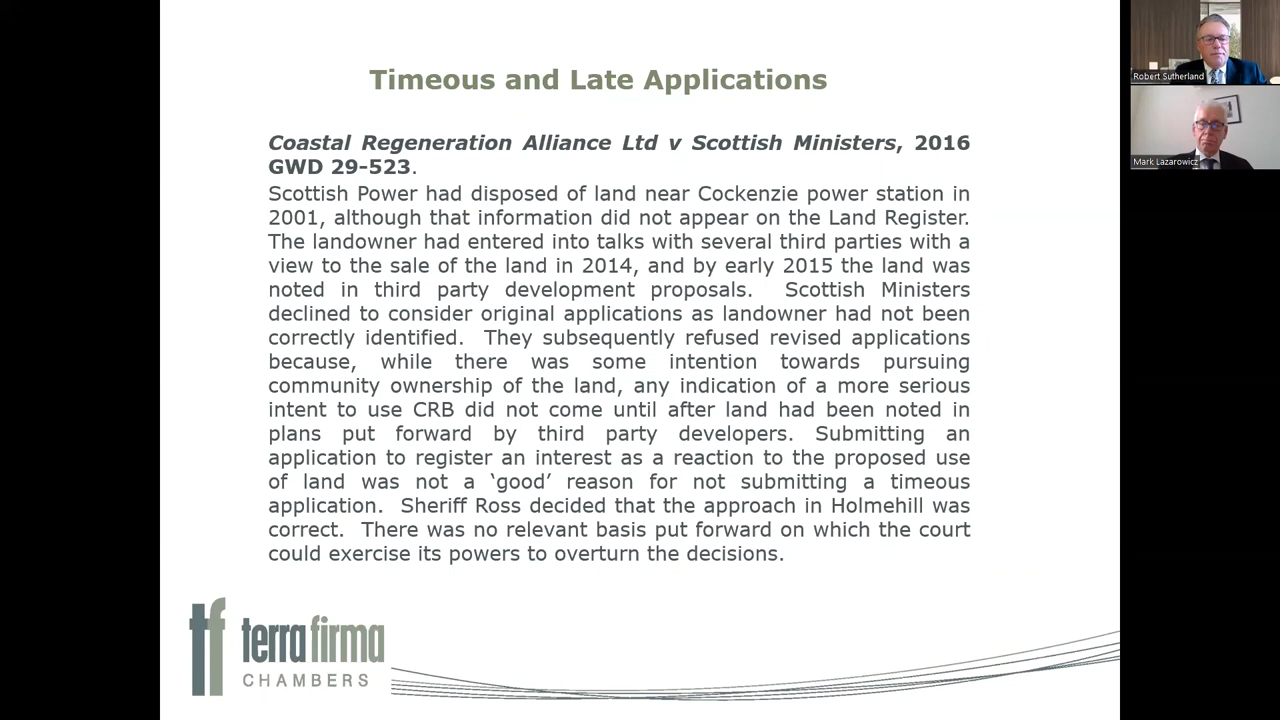 Timeous and Late Applications
Coastal Regeneration Alliance Ltd v Scottish Ministers, 2016
GWD 29-523.
Scottish Power had disposed of land near Cockenzie power station in
2001, although that information did not appear on the Land Register.
The landowner had entered into talks with several third parties with a
view to the sale of the land in 2014, and by early 2015 the land was
noted in third party development proposals. Scottish Ministers
declined to consider original applications as landowner had not been
correctly identified. They subsequently refused revised applications
because, while there was some intention towards pursuing
community ownership of the land, any indication of a more serious
intent to use CRB did not come until after land had been noted in
plans put forward by third party developers. Submitting an
application to register an interest as a reaction to the proposed use
of land was not a ‘good’ reason for not submitting a timeous
application. Sheriff Ross decided that the approach in Holmehill was
correct. There was no relevant basis put forward on which the court
could exercise its powers to overturn the decisions.
tf terra firma
CHAMBERS
Robert Sutherland
Mark Lazarowicz